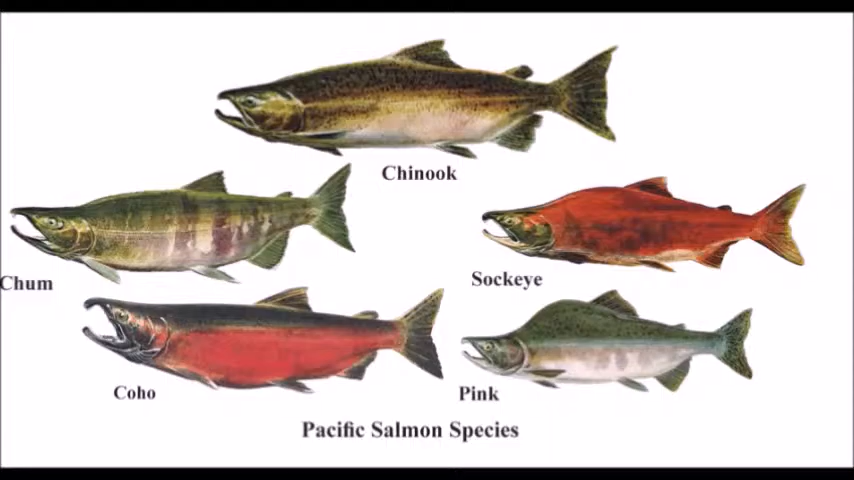 Chinook
Chum
Sockeye
Coho
Pink
Pacific Salmon Species